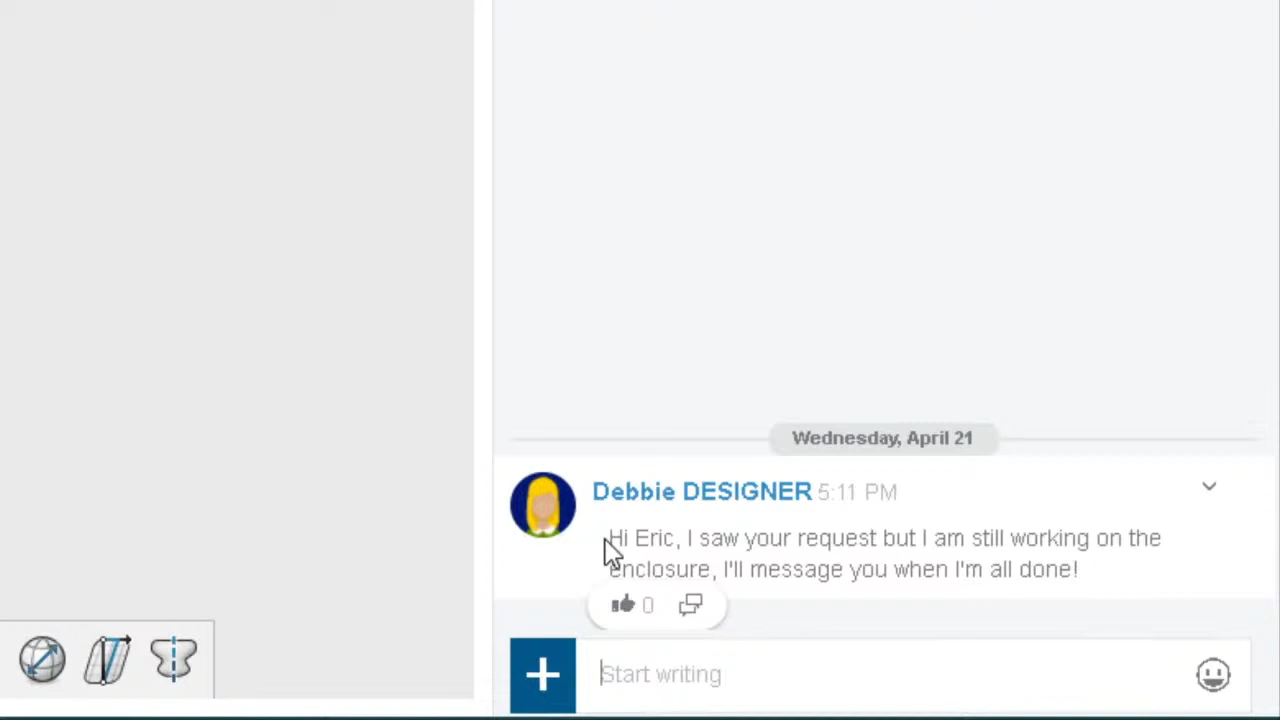 Wednesday, April 21
Debbie DESIGNER 5:11 PM
Hi Eric, I saw your request but I am still working on the
enclosure, I'll message you when I'm all done!
0
Start writing